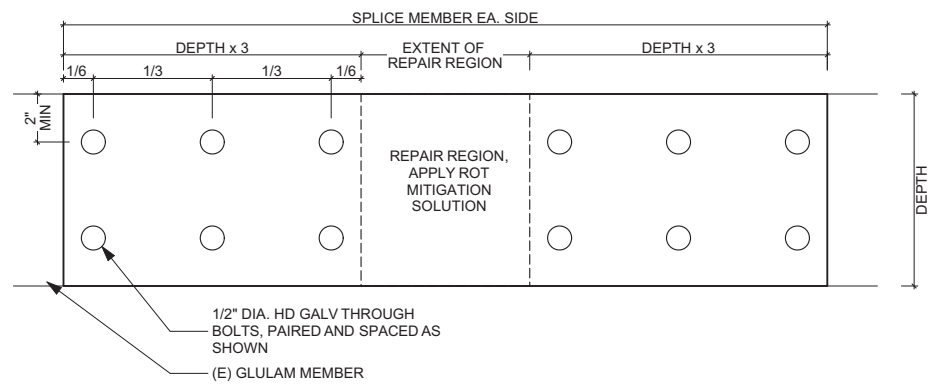 SPLICE MEMBER EA. SIDE
DEPTH x 3
EXTENT OF
REPAIR REGION
DEPTH x 3
1/6
1/3
1/3
1/6
2"
MIN
REPAIR REGION,
APPLY ROT
MITIGATION
SOLUTION
DEPTH
1/2" DIA. HD GALV THROUGH
BOLTS, PAIRED AND SPACED AS
SHOWN
(E) GLULAM MEMBER